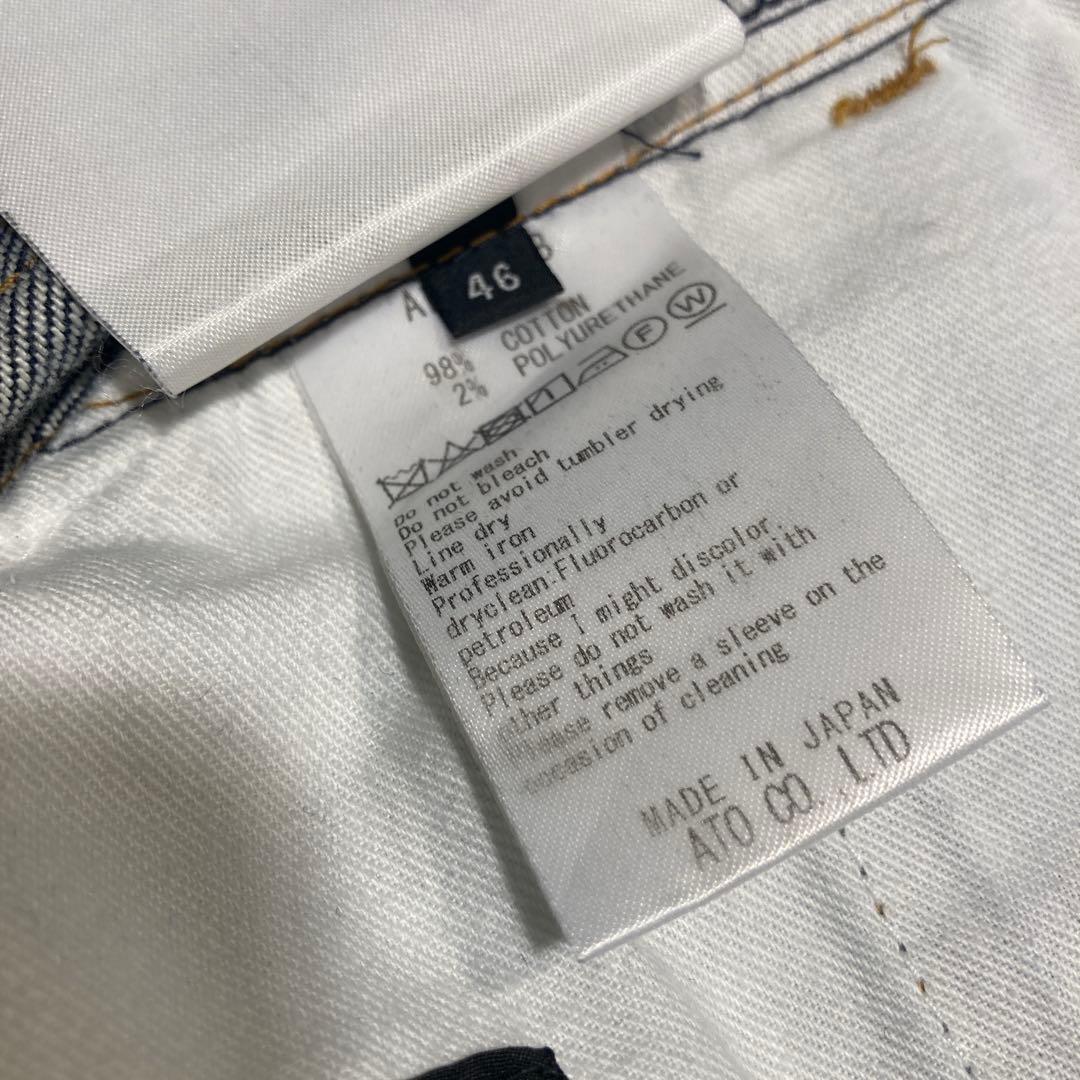 46
A
98% COTTON
2% POLYURETHANE
F W
Do not wash
Do not bleach
Please avoid tumbler drying
Line dry
Warm iron
Professionally
dryclean:Fluorocarbon or
petroleum
Because I might discolor,
Please do not wash it with
other things
Please remove a sleeve on the
occasion of cleaning
MADE IN JAPAN
ATO CO.,LTD